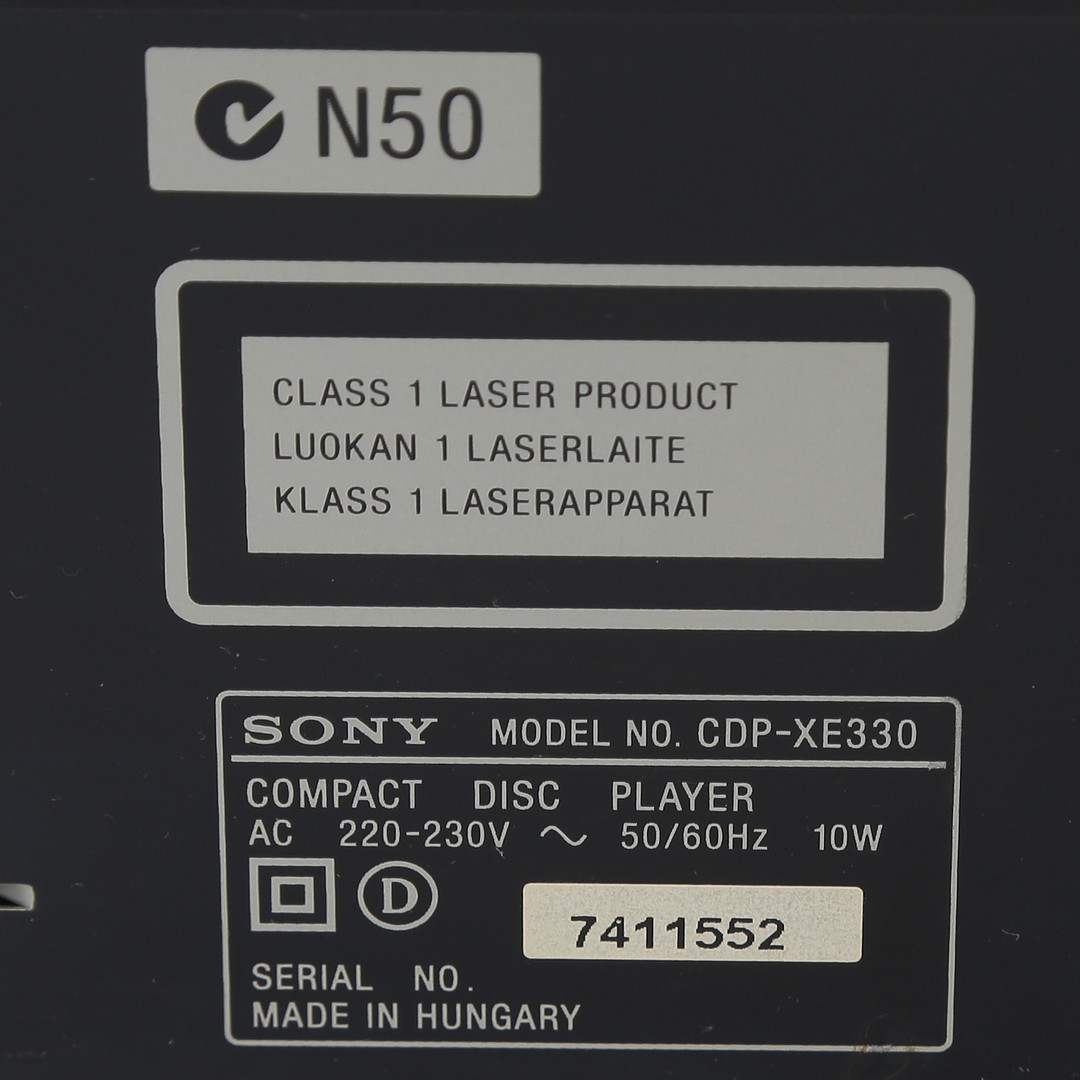 N50
CLASS 1 LASER PRODUCT
LUOKAN 1 LASERLAITE
KLASS 1 LASERAPPARAT
SONY MODEL NO. CDP-XE330
COMPACT DISC PLAYER
AC 220-230V ~ 50/60Hz 10W
D
7411552
SERIAL NO.
MADE IN HUNGARY